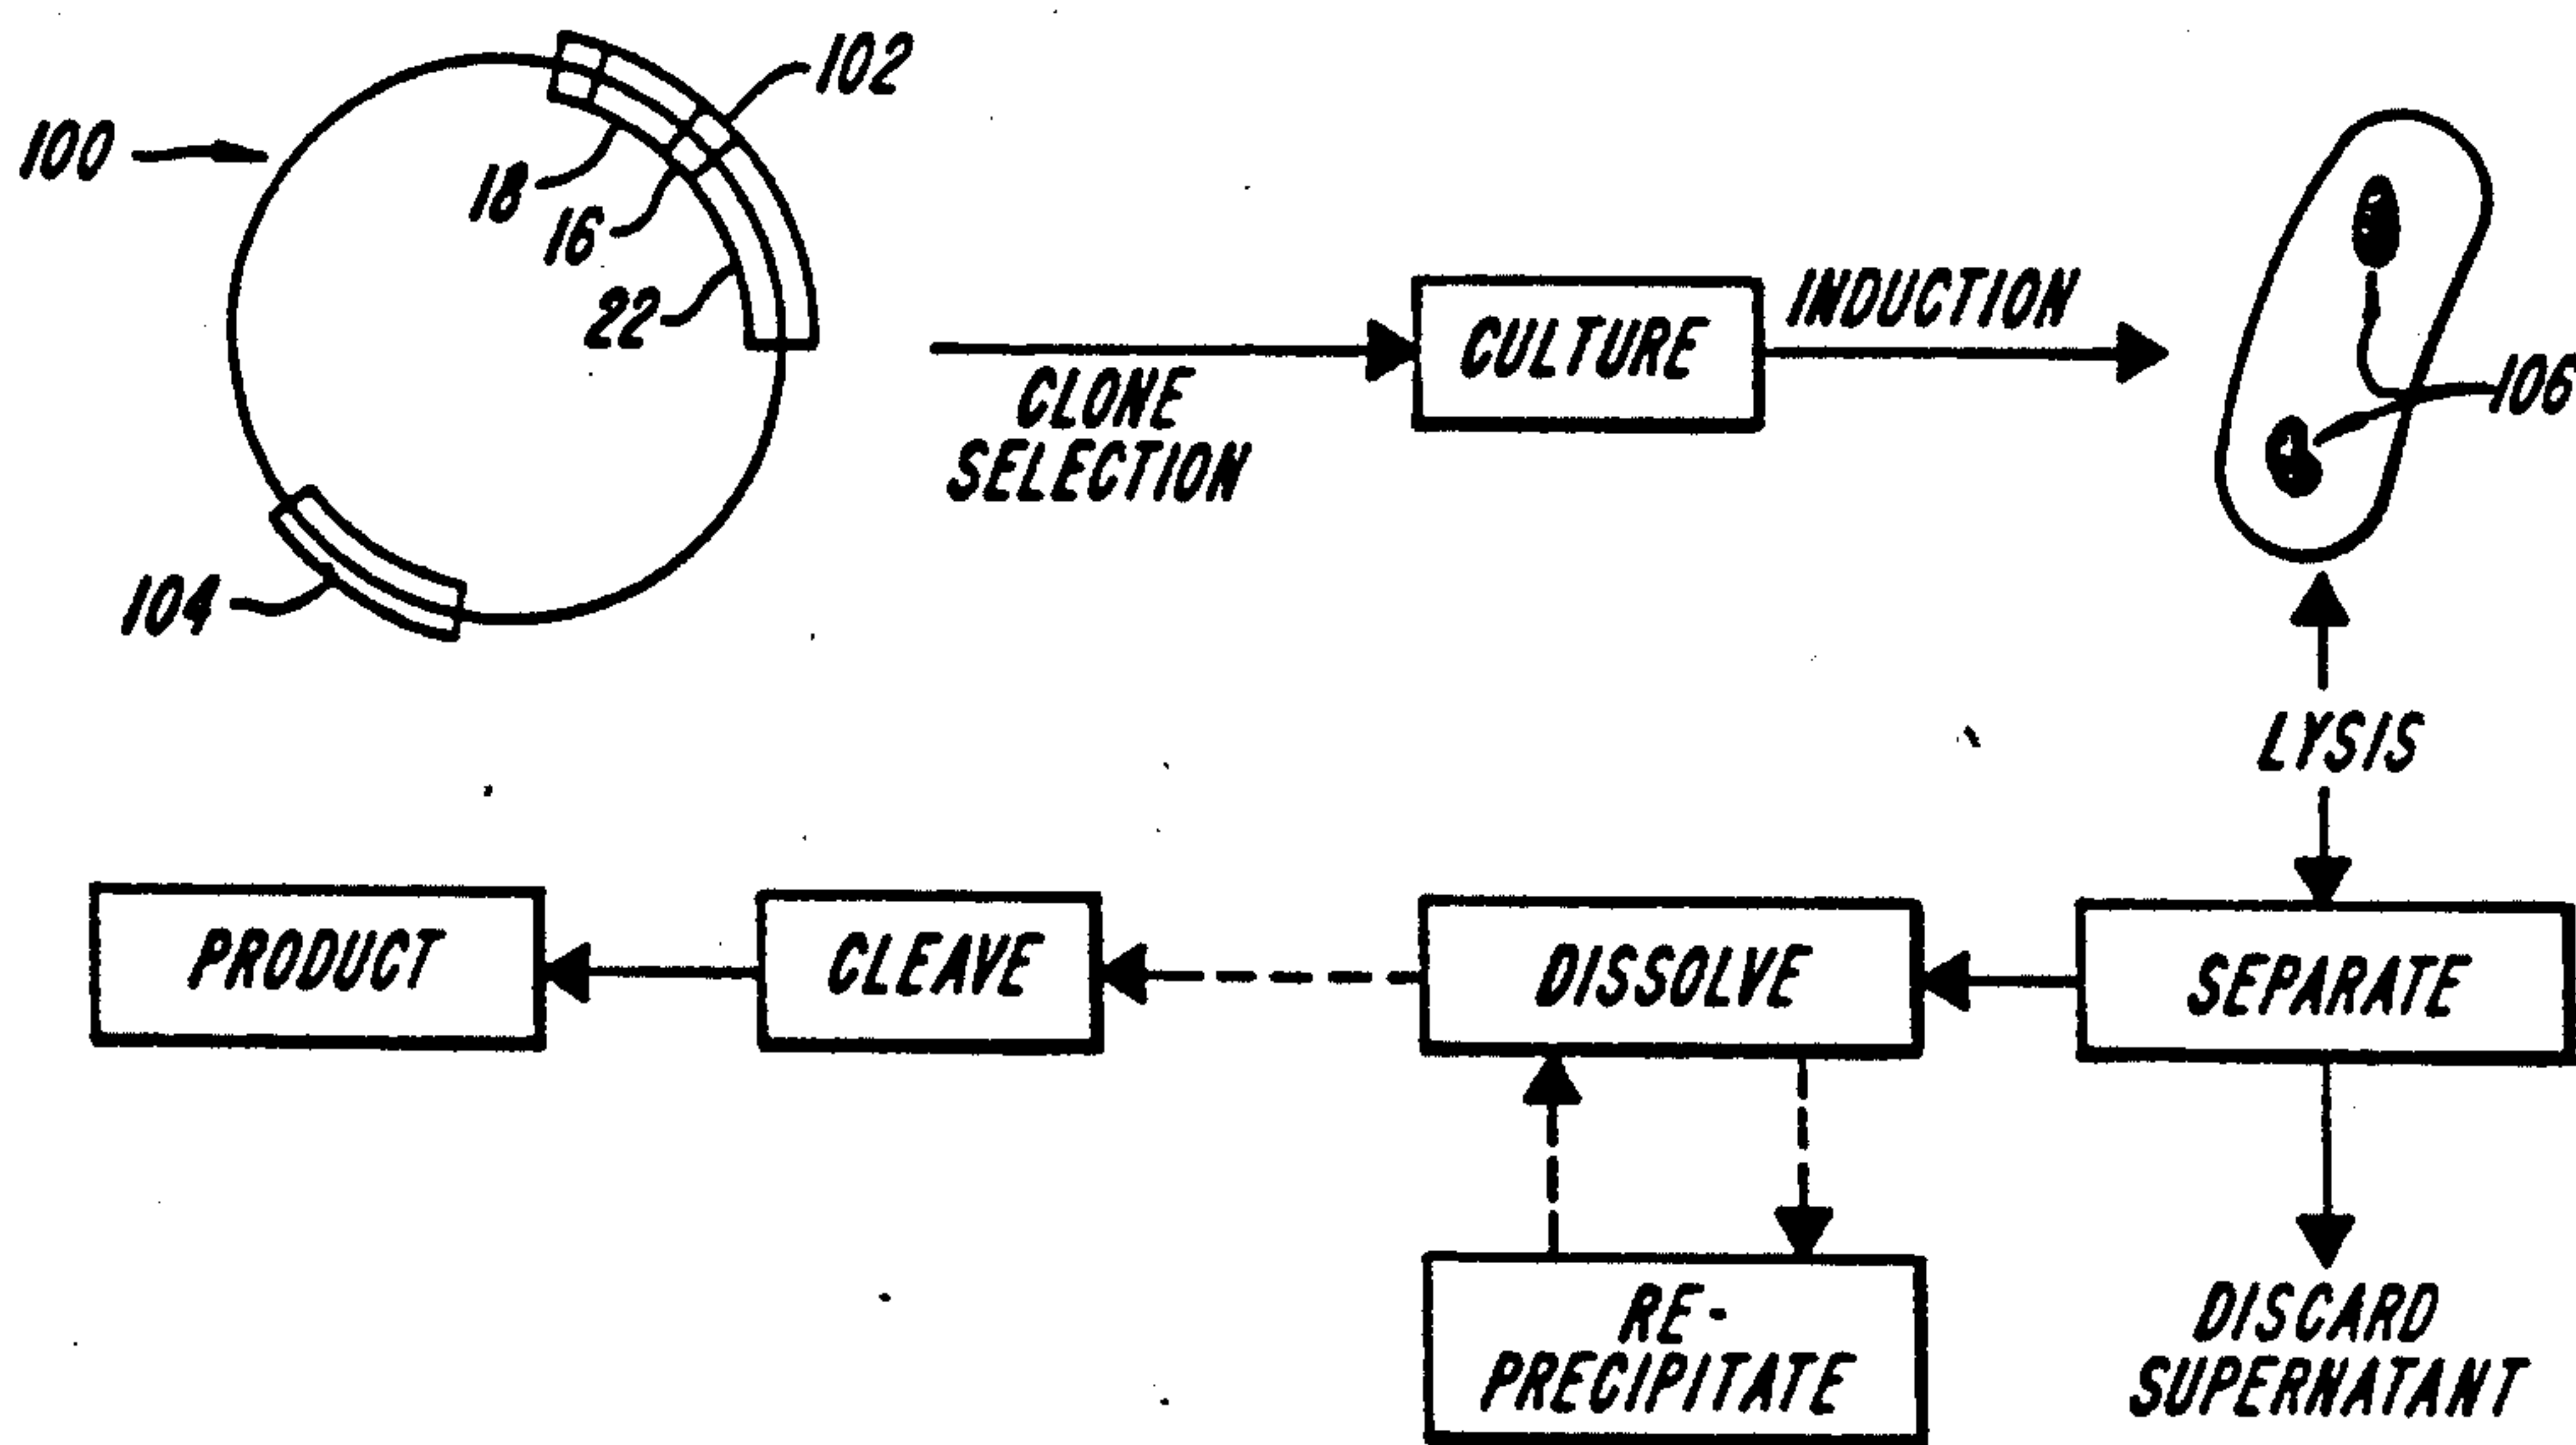 102
100
18
16
22
104
CLONE
SELECTION
CULTURE
INDUCTION
106
LYSIS
PRODUCT
CLEAVE
DISSOLVE
SEPARATE
RE-
PRECIPITATE
DISCARD
SUPERNATANT